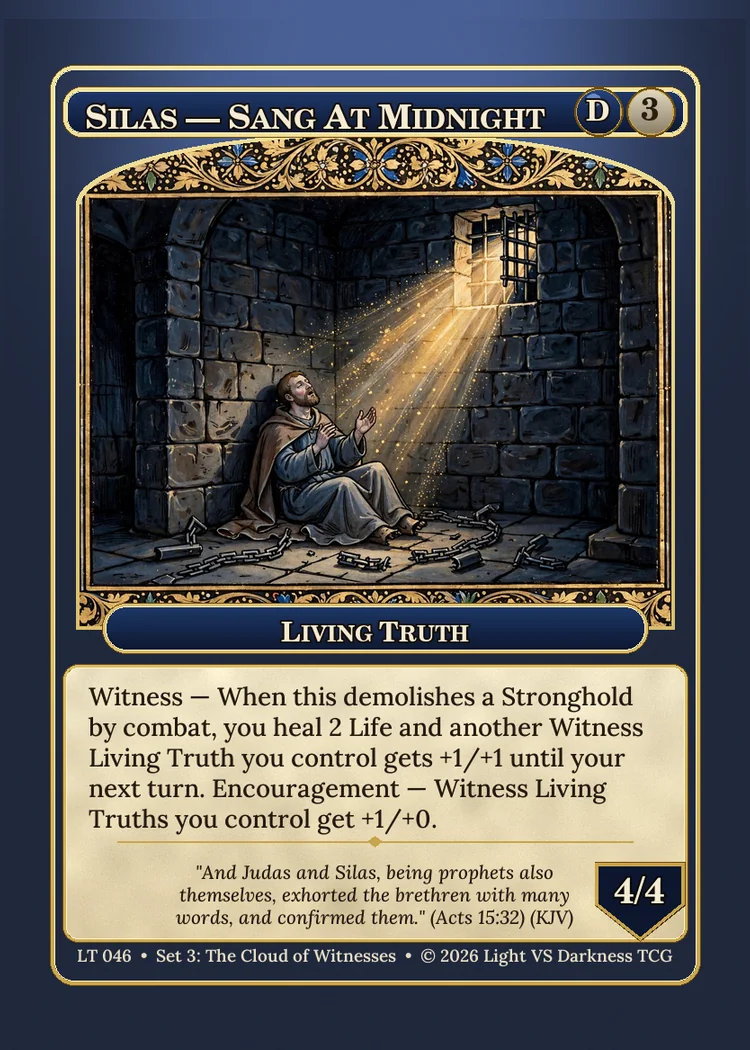 Silas — Sang At Midnight D 3
Living Truth
Witness — When this demolishes a Stronghold
by combat, you heal 2 Life and another Witness
Living Truth you control gets +1/+1 until your
next turn. Encouragement — Witness Living
Truths you control get +1/+0.
"And Judas and Silas, being prophets also
themselves, exhorted the brethren with many
words, and confirmed them." (Acts 15:32) (KJV)
4/4
LT 046 • Set 3: The Cloud of Witnesses • © 2026 Light VS Darkness TCG